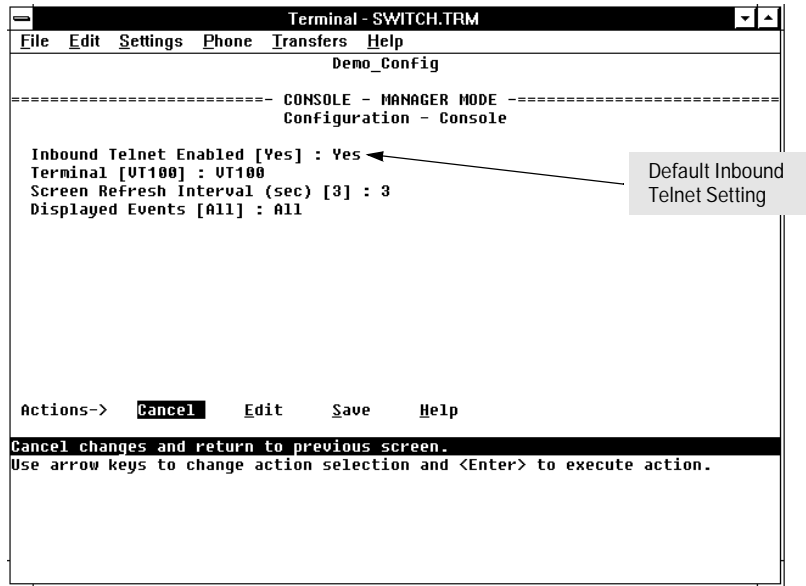 Terminal - SWITCH.TRM
File Edit Settings Phone Transfers Help
Demo_Config
==========================- CONSOLE - MANAGER MODE -===========================
Configuration - Console
Inbound Telnet Enabled [Yes] : Yes
Default Inbound
Telnet Setting
Terminal [VT100] : VT100
Screen Refresh Interval (sec) [3] : 3
Displayed Events [All] : All
Actions-> Cancel Edit Save Help
Cancel changes and return to previous screen.
Use arrow keys to change action selection and <Enter> to execute action.